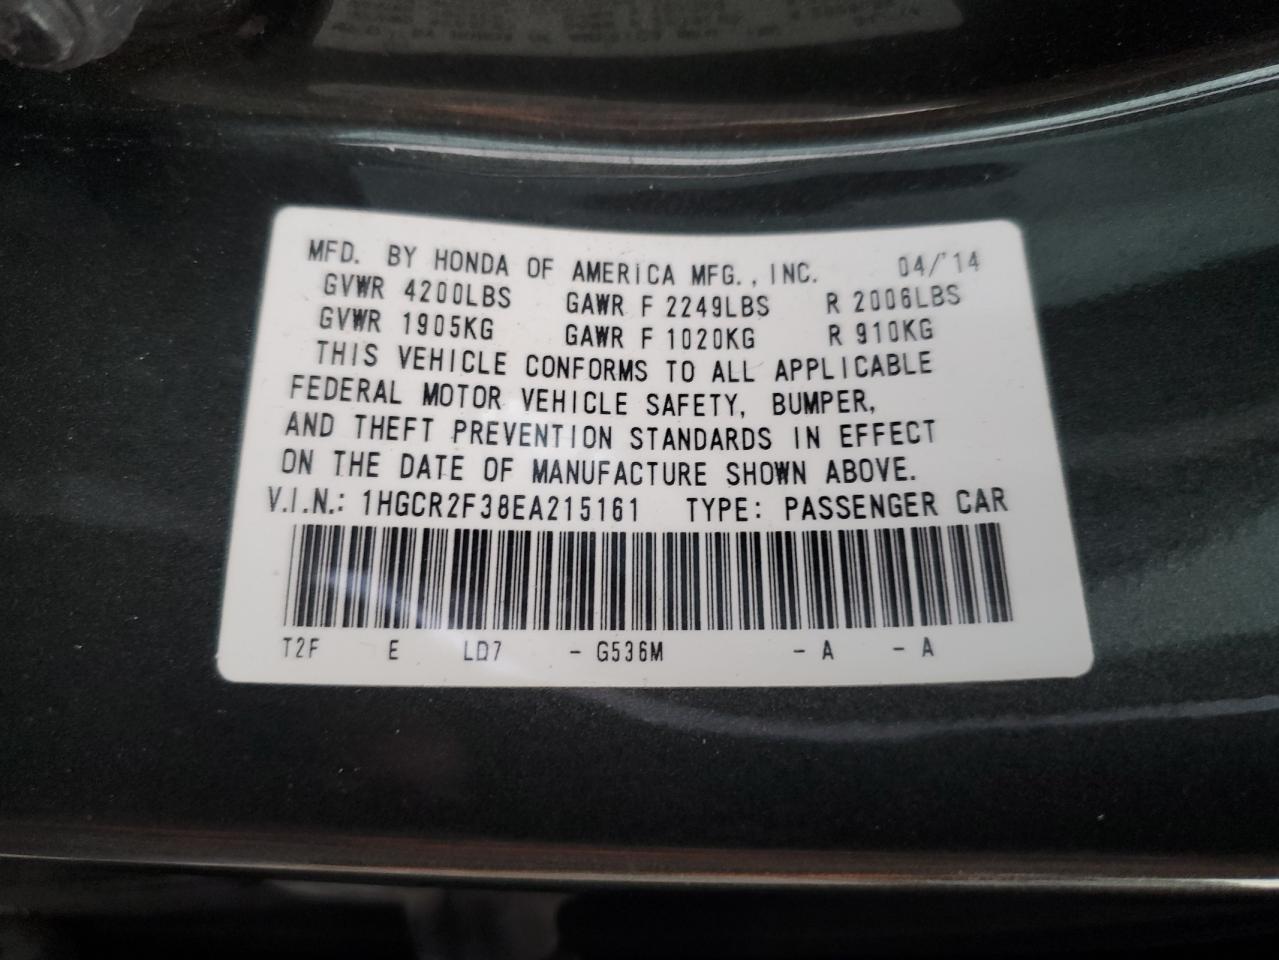 MFD. BY HONDA OF AMERICA MFG., INC. 04/'14
GVWR 4200LBS GAWR F 2249LBS R 2006LBS
GVWR 1905KG GAWR F 1020KG R 910KG
THIS VEHICLE CONFORMS TO ALL APPLICABLE
FEDERAL MOTOR VEHICLE SAFETY, BUMPER,
AND THEFT PREVENTION STANDARDS IN EFFECT
ON THE DATE OF MANUFACTURE SHOWN ABOVE.
V.I.N.: 1HGCR2F38EA215161 TYPE: PASSENGER CAR
T2F E LD7 - G536M - A - A